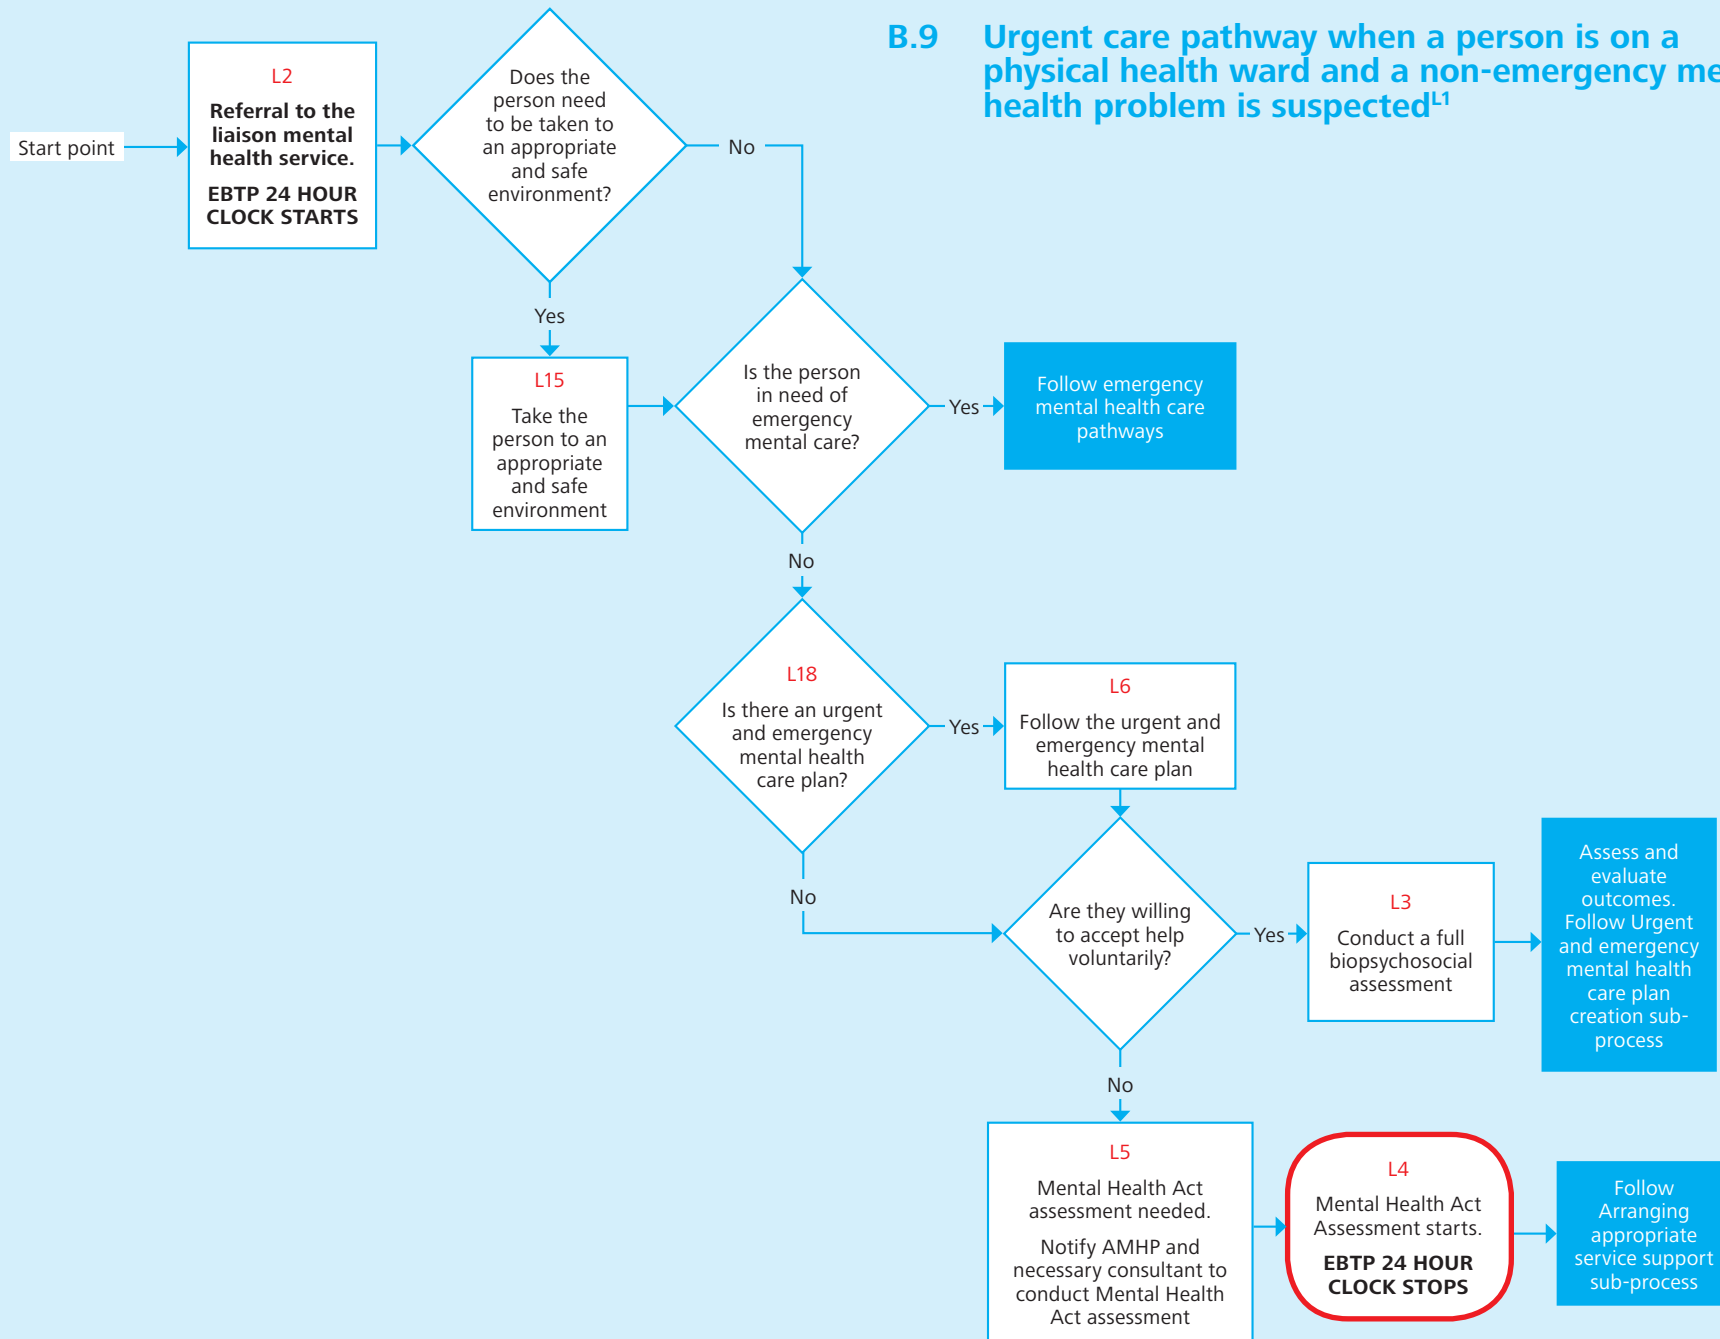 B.9 Urgent care pathway when a person is on a
physical health ward and a non-emergency
health problem is suspectedL1
Start point
L2
Referral to the
liaison mental
health service.
EBTP 24 HOUR
CLOCK STARTS
Does the
person need
to be taken to
an appropriate
and safe
environment?
No
Yes
L15
Take the
person to an
appropriate
and safe
environment
Is the person
in need of
emergency
mental care?
Yes
Follow emergency
mental health care
pathways
No
L18
Is there an urgent
and emergency
mental health
care plan?
Yes
L6
Follow the urgent and
emergency mental
health care plan
No
Are they willing
to accept help
voluntarily?
Yes
L3
Conduct a full
biopsychosocial
assessment
Assess and
evaluate
outcomes.
Follow Urgent
and emergency
mental health
care plan
creation sub-
process
No
L5
Mental Health Act
assessment needed.
Notify AMHP and
necessary consultant to
conduct Mental Health
Act assessment
L4
Mental Health Act
Assessment starts.
EBTP 24 HOUR
CLOCK STOPS
Follow
Arranging
appropriate
service support
sub-process